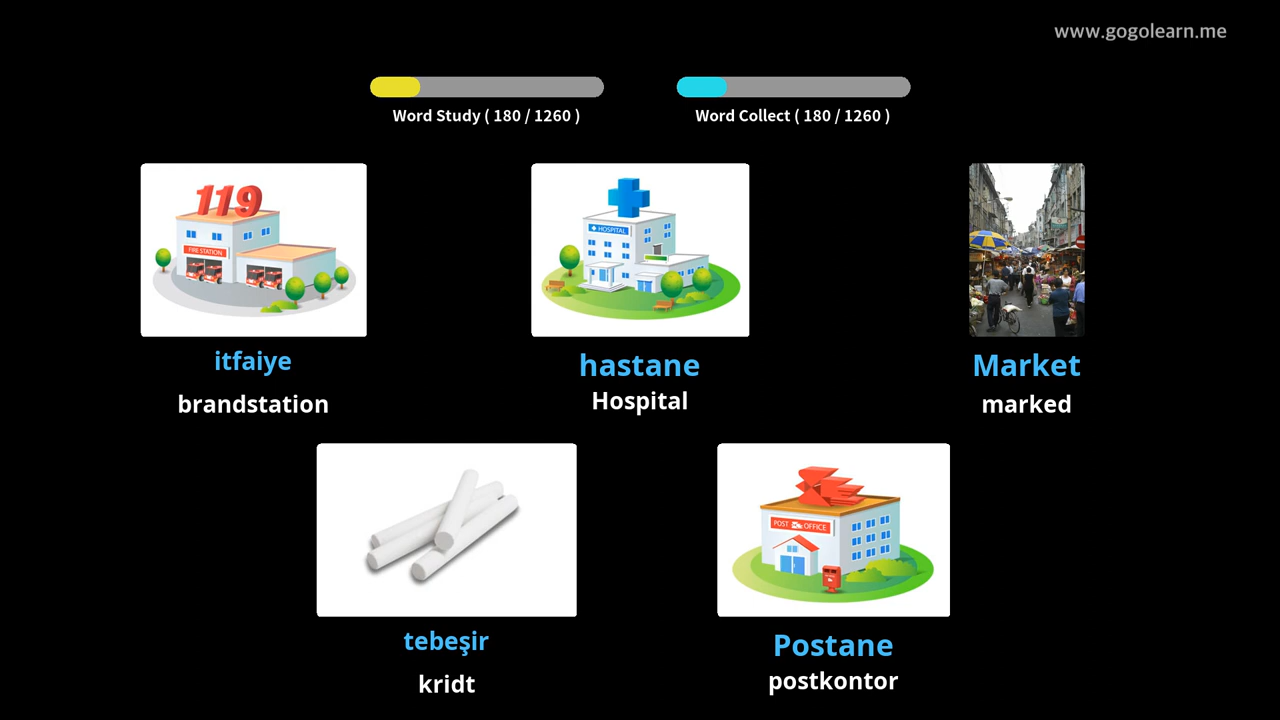 www.gogolearn.me
Word Study ( 180 / 1260 )
Word Collect ( 180 / 1260 )
119
FIRE STATION
HOSPITAL
itfaiye
hastane
Market
brandstation
Hospital
marked
POST OFFICE
tebeşir
Postane
kridt
postkontor